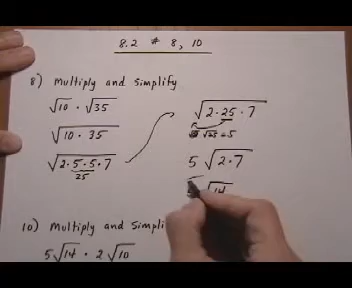 8.2 # 8, 10
8) Multiply and simplify
√10 · √35
√10 · 35
√2·5·5·7
25
√2·25·7
√25 = 5
5 √2·7
√14
10) Multiply and simpli
5√14 · 2√10